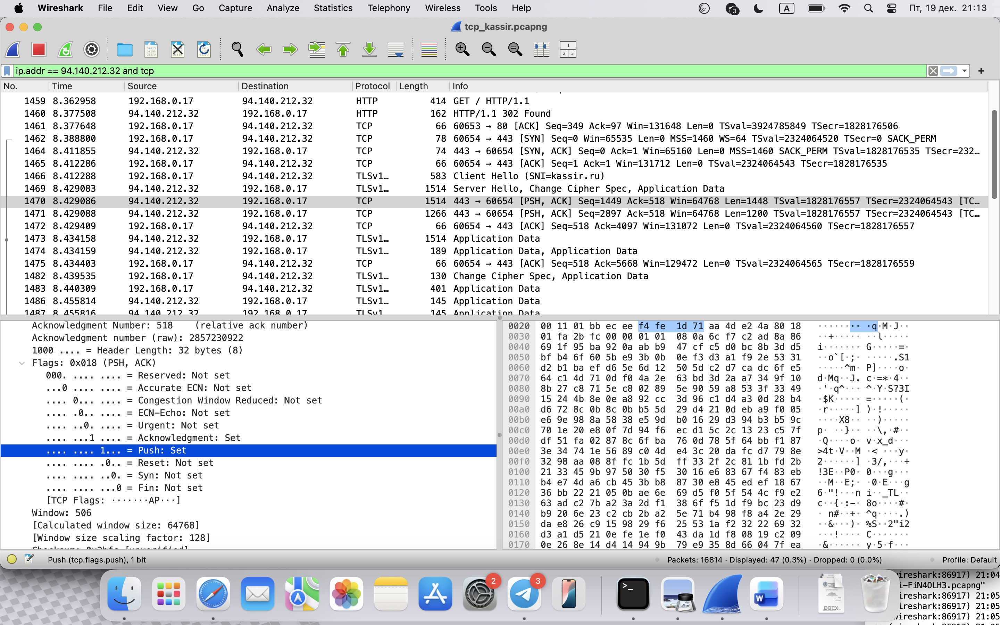 Wireshark File Edit View Go Capture Analyze Statistics Telephony Wireless Tools Help 3 A Пт, 19 дек. 21:13
tcp_kassir.pcapng
ip.addr == 94.140.212.32 and tcp
No. Time Source Destination Protocol Length Info
1459 8.362958 192.168.0.17 94.140.212.32 HTTP 414 GET / HTTP/1.1
1460 8.377508 94.140.212.32 192.168.0.17 HTTP 162 HTTP/1.1 302 Found
1461 8.377648 192.168.0.17 94.140.212.32 TCP 66 60653 → 80 [ACK] Seq=349 Ack=97 Win=131648 Len=0 TSval=3924785849 TSecr=1828176506
1462 8.388800 192.168.0.17 94.140.212.32 TCP 78 60654 → 443 [SYN] Seq=0 Win=65535 Len=0 MSS=1460 WS=64 TSval=2324064520 TSecr=0 SACK_PERM
1464 8.411855 94.140.212.32 192.168.0.17 TCP 74 443 → 60654 [SYN, ACK] Seq=0 Ack=1 Win=65160 Len=0 MSS=1460 SACK_PERM TSval=1828176535 TSecr=232…
1465 8.412286 192.168.0.17 94.140.212.32 TCP 66 60654 → 443 [ACK] Seq=1 Ack=1 Win=131712 Len=0 TSval=2324064543 TSecr=1828176535
1466 8.412288 192.168.0.17 94.140.212.32 TLSv1… 583 Client Hello (SNI=kassir.ru)
1469 8.429083 94.140.212.32 192.168.0.17 TLSv1… 1514 Server Hello, Change Cipher Spec, Application Data
1470 8.429086 94.140.212.32 192.168.0.17 TCP 1514 443 → 60654 [PSH, ACK] Seq=1449 Ack=518 Win=64768 Len=1448 TSval=1828176557 TSecr=2324064543 [TC…
1471 8.429088 94.140.212.32 192.168.0.17 TCP 1266 443 → 60654 [PSH, ACK] Seq=2897 Ack=518 Win=64768 Len=1200 TSval=1828176557 TSecr=2324064543 [TC…
1472 8.429409 192.168.0.17 94.140.212.32 TCP 66 60654 → 443 [ACK] Seq=518 Ack=4097 Win=131072 Len=0 TSval=2324064560 TSecr=1828176557
1473 8.434158 94.140.212.32 192.168.0.17 TLSv1… 1514 Application Data
1474 8.434159 94.140.212.32 192.168.0.17 TLSv1… 189 Application Data, Application Data
1475 8.434403 192.168.0.17 94.140.212.32 TCP 66 60654 → 443 [ACK] Seq=518 Ack=5668 Win=129472 Len=0 TSval=2324064565 TSecr=1828176559
1482 8.439535 192.168.0.17 94.140.212.32 TLSv1… 130 Change Cipher Spec, Application Data
1483 8.440309 192.168.0.17 94.140.212.32 TLSv1… 401 Application Data
1486 8.455814 94.140.212.32 192.168.0.17 TLSv1… 145 Application Data
1487 8.455816 94.140.212.32 192.168.0.17 TLSv1 145 Application Data
Acknowledgment Number: 518 (relative ack number)
Acknowledgment number (raw): 2857230922
1000 .... = Header Length: 32 bytes (8)
Flags: 0x018 (PSH, ACK)
000. .... .... = Reserved: Not set
...0 .... .... = Accurate ECN: Not set
.... 0... .... = Congestion Window Reduced: Not set
.... .0.. .... = ECN-Echo: Not set
.... ..0. .... = Urgent: Not set
.... ...1 .... = Acknowledgment: Set
.... .... 1... = Push: Set
.... .... .0.. = Reset: Not set
.... .... ..0. = Syn: Not set
.... .... ...0 = Fin: Not set
[TCP Flags: ·······AP···]
Window: 506
[Calculated window size: 64768]
[Window size scaling factor: 128]
Checksum: 0x2bfc [unverified]
0020 00 11 01 bb ec ee f4 fe 1d 71 aa 4d e2 4a 80 18 ········ ·q·M·J··
0030 01 fa 2b fc 00 00 01 01 08 0a 6c f7 c2 ad 8a 86 ··+····· ··l·····
0040 69 1f 95 ba 92 0a ab b9 47 cf c5 d0 bc 8b 3d d5 i······· G·····=·
0050 bf b4 6f 60 5b e9 3b 0b 0e f3 d3 a1 f9 2e 53 31 ··o`[·;· ·····.S1
0060 d2 b1 ba ef d6 5e 6d 12 50 5d c2 d7 ca dc 6f e5 ·····^m· P]····o·
0070 64 c1 4d 71 0d f0 4a 2e 63 bd 3d 2a a7 34 9f 10 d·Mq··J. c·=*·4··
0080 8b 27 c8 71 5e c8 02 89 5e 90 59 a8 53 3f 33 49 ·'·q^··· ^·Y·S?3I
0090 15 24 4b 8e 0e a8 92 cc 3d 96 c1 d4 a3 0d 28 b4 ·$K····· =·····(·
00a0 d6 72 8c 0b 8c 0b b5 5d 29 d4 21 0d eb a9 f0 05 ·r·····] )·!·····
00b0 e6 9e 98 8a 58 38 e5 9d b0 16 29 d3 94 b3 b5 9c ····X8·· ··)·····
00c0 70 1e 20 e8 0f 7d 94 f6 ec d1 5c 2c 13 23 c5 7f p· ··}·· ··\,·#··
00d0 df 51 fa 02 87 8c 6f ba 76 0d 78 5f 64 bb f1 87 ·Q····o· v·x_d···
00e0 3e 34 74 1e 56 89 c0 4d e4 3c 20 da fc d7 79 8e >4t·V··M ·< ···y·
00f0 32 98 aa 08 8f fc 1b 5d ff 33 2f 2c 81 1b fd 2b 2······] ·3/,···+
0100 21 33 45 9b 97 50 30 f5 30 16 e6 83 67 f4 83 eb !3E··P0· 0···g···
0110 b4 e7 4d a6 cb 45 3b b8 87 30 e8 45 ed ef 18 67 ··M··E;· ·0·E···g
0120 36 bb 22 21 05 0b ae 6e 69 d5 f0 5f 54 4c f9 e2 6·"!···n i··_TL··
0130 63 ad c2 7b a2 3a 2d f1 38 6f f5 1d f9 bc 23 d9 c··{·:-· 8o····#·
0140 b9 20 6e 23 c2 cb 2b a2 5e 71 b4 98 f8 a4 2e 29 · n#··+· ^q····.)
0150 da e8 26 c9 15 98 29 f6 25 53 1a f2 32 22 69 32 ··&···)· %S··2"i2
0160 d3 a1 d5 21 0e fe 1e f0 43 da 1d f8 08 19 c2 09 ···!···· C·······
0170 0e 26 8e 14 d4 14 94 9b 79 e9 35 8d 66 04 7f ea ·&······ y·5·f···
Push (tcp.flags.push), 1 bit Packets: 16814 · Displayed: 47 (0.3%) · Dropped: 0 (0.0%) Profile: Default
ireshark:86917) 21:04
i-FiN4OLH3.pcapng"
ireshark:86917) 21:05
ireshark:86917) 21:05
ireshark:86917) 21:05
2
3
>_
W
DOCX